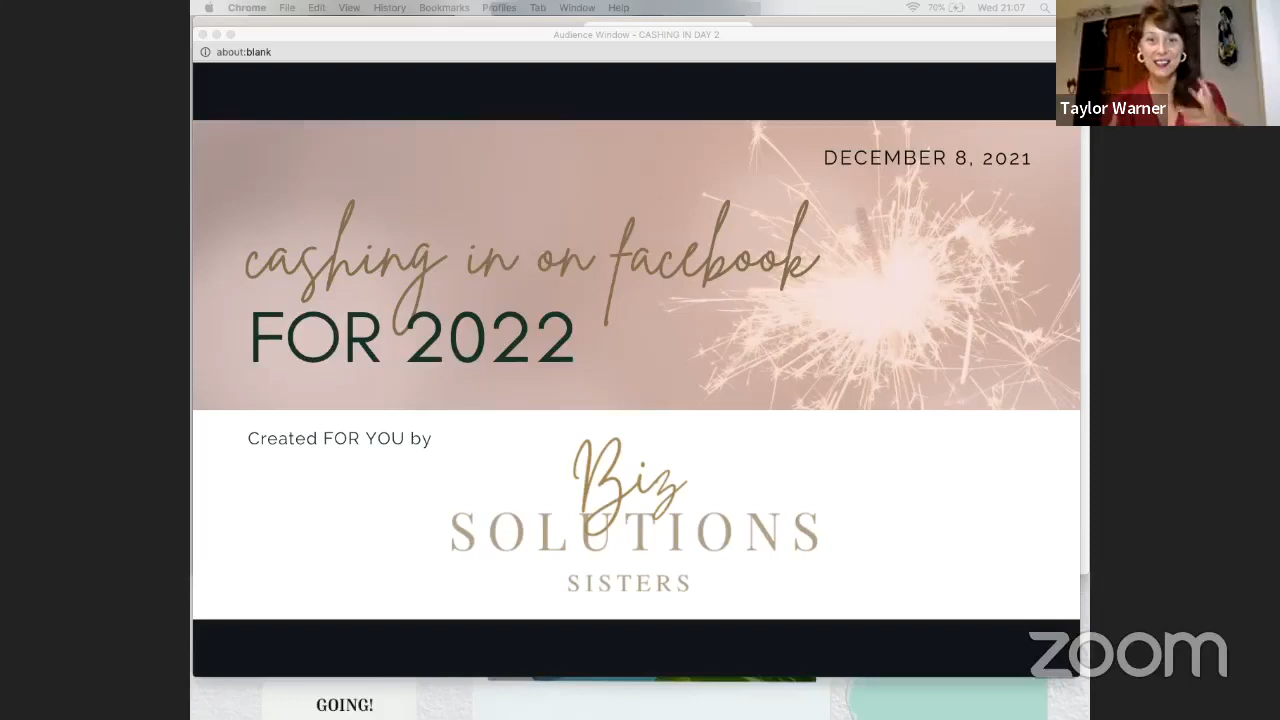 Chrome File Edit View History Bookmarks Profiles Tab Window Help 70% Wed 21:07
Audience Window - CASHING IN DAY 2
about:blank
Taylor Warner
DECEMBER 8, 2021
cashing in on facebook
FOR 2022
Created FOR YOU by
Biz
SOLUTIONS
SISTERS
zoom
GOING!